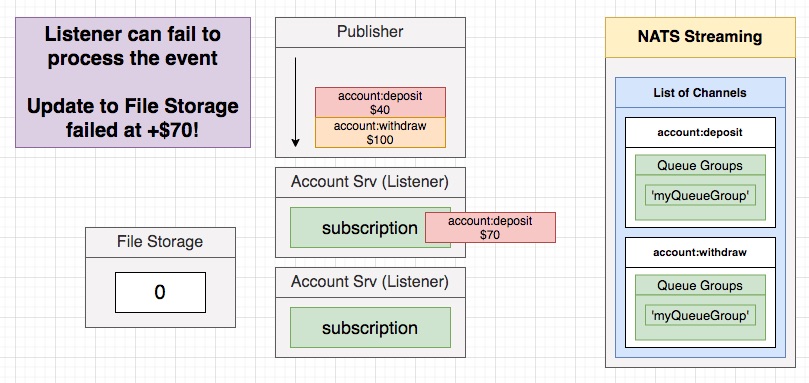 Listener can fail to
process the event
Update to File Storage
failed at +$70!
File Storage
0
Publisher
account:deposit
$40
account:withdraw
$100
Account Srv (Listener)
subscription
account:deposit
$70
Account Srv (Listener)
subscription
NATS Streaming
List of Channels
account:deposit
Queue Groups
'myQueueGroup'
account:withdraw
Queue Groups
'myQueueGroup'